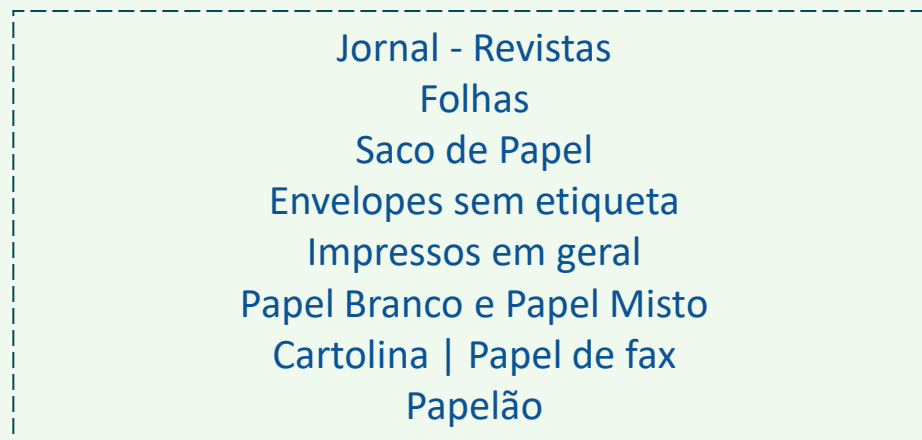 Jornal - Revistas
Folhas
Saco de Papel
Envelopes sem etiqueta
Impressos em geral
Papel Branco e Papel Misto
Cartolina | Papel de fax
Papelão